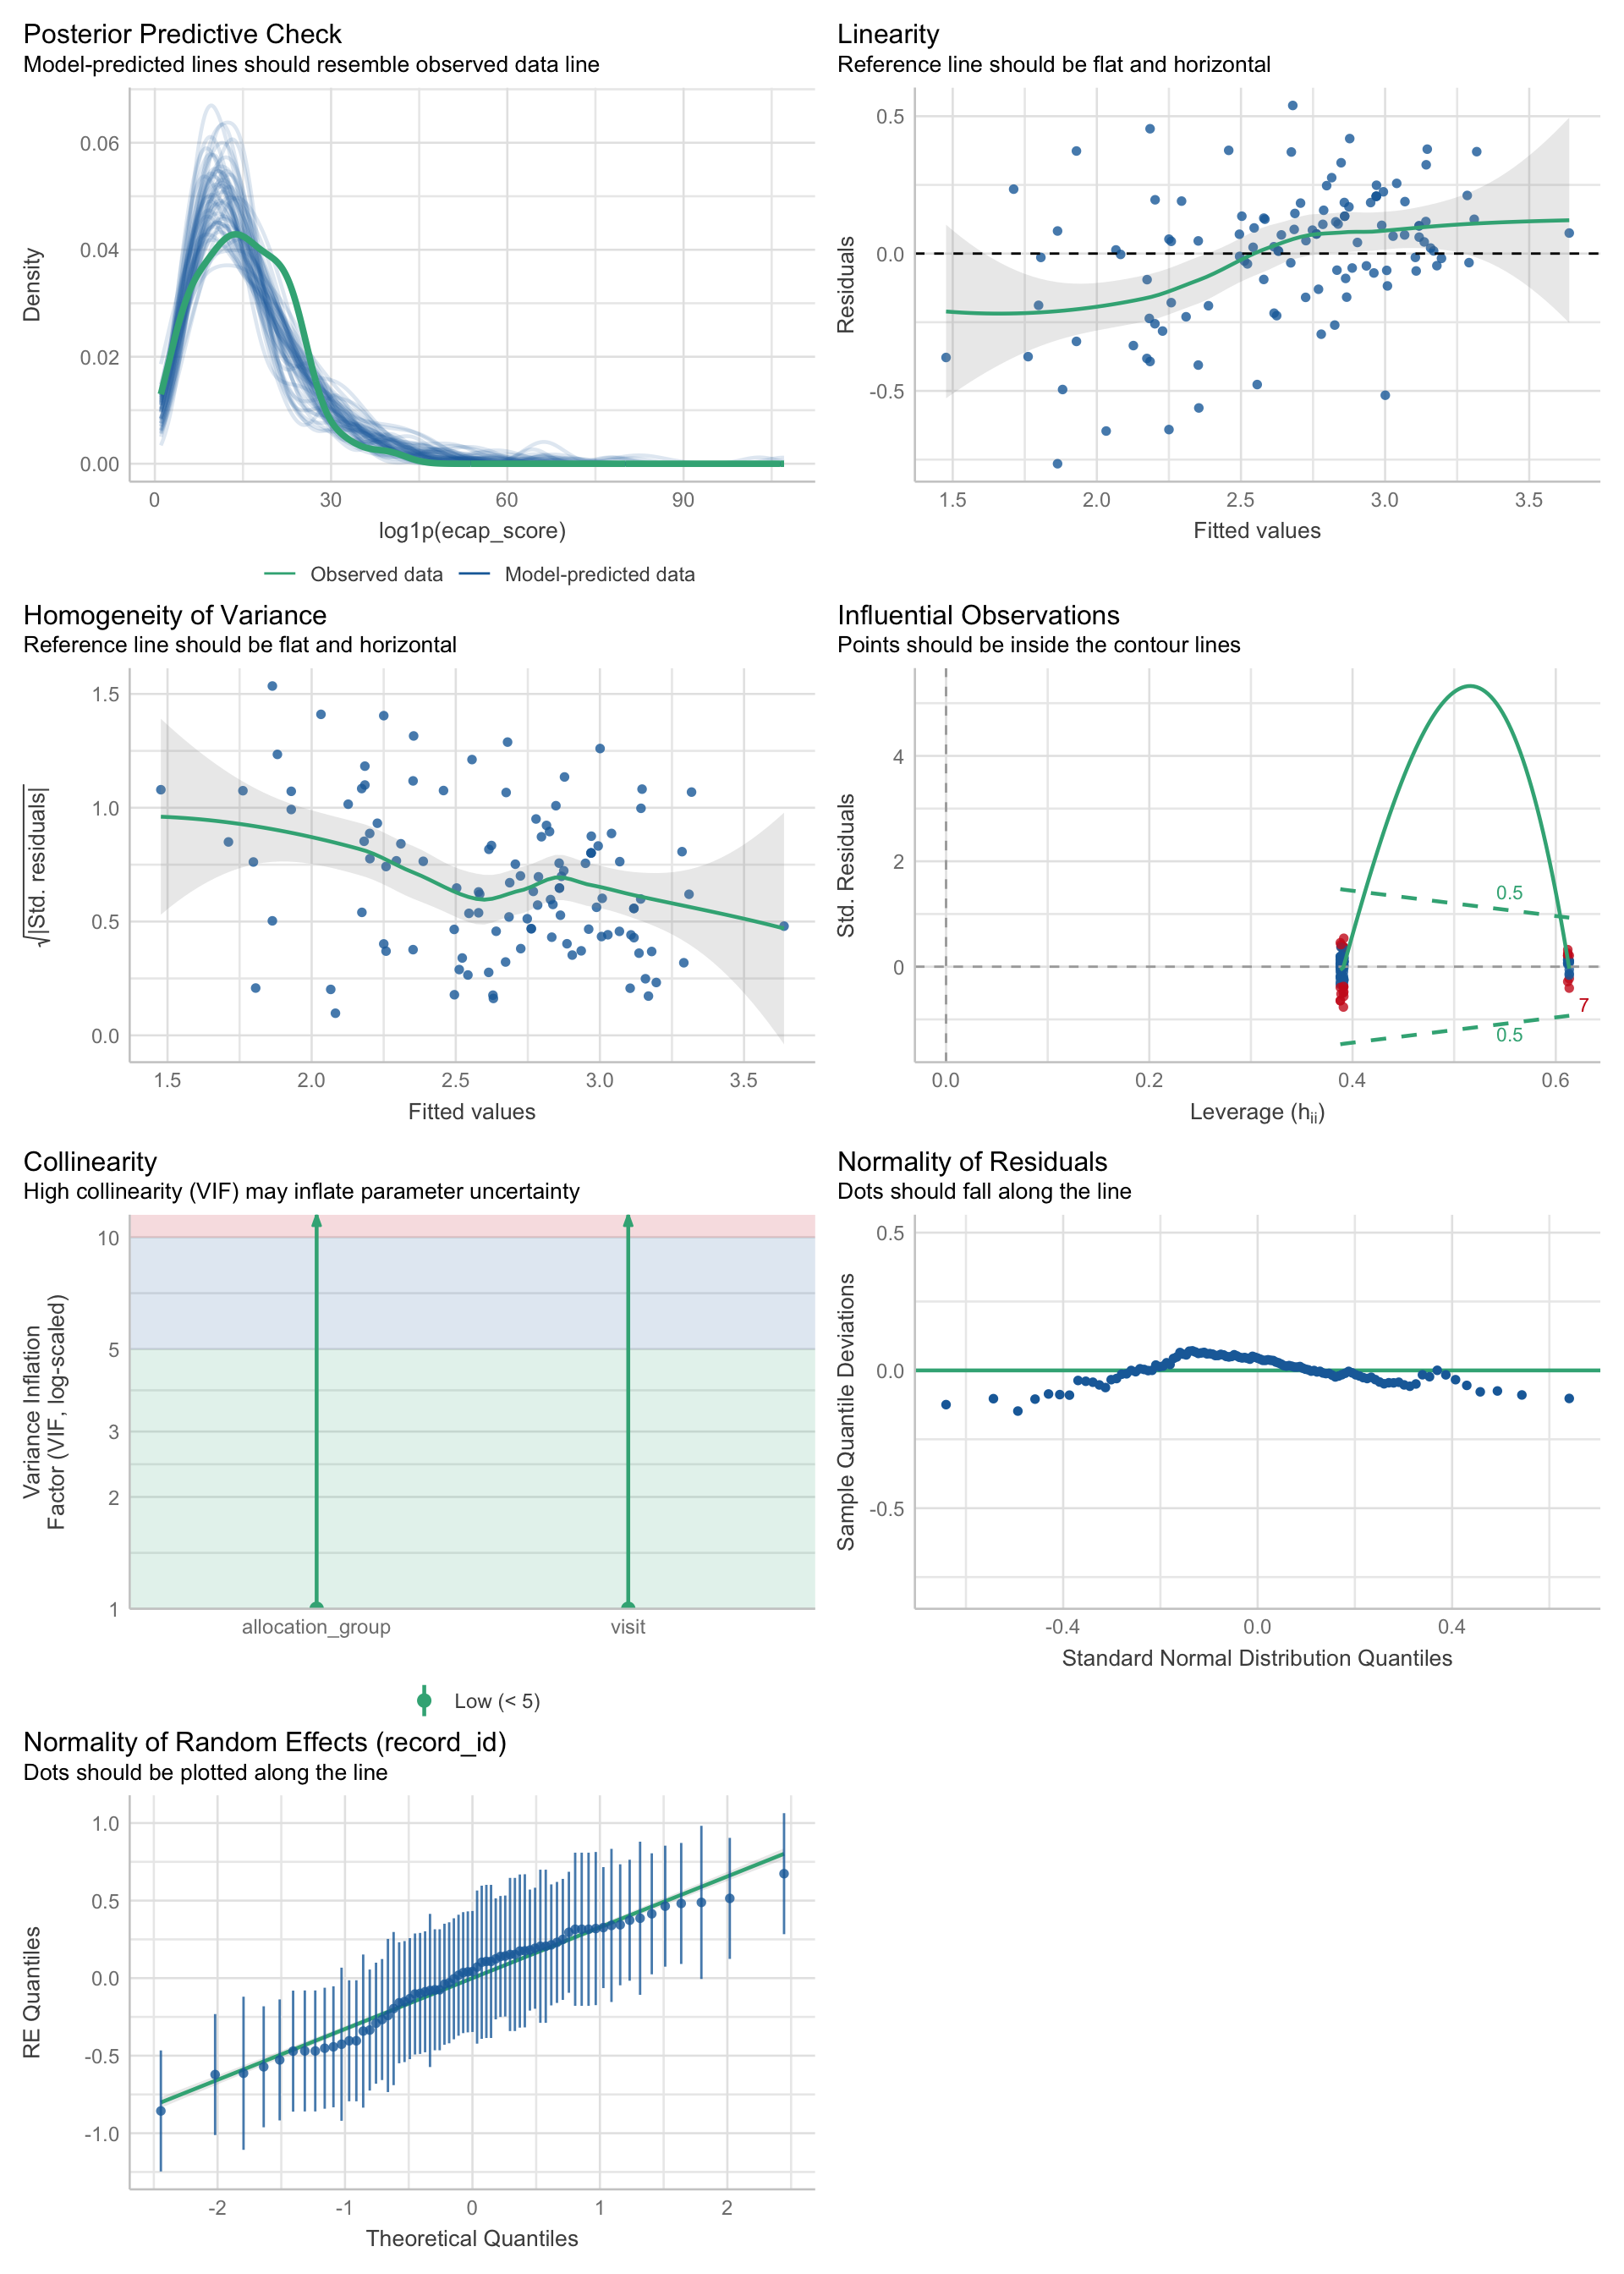 Posterior Predictive Check
Model-predicted lines should resemble observed data line
0.06
0.04
0.02
0.00
Density
0
30
60
90
log1p(ecap_score)
Observed data
Model-predicted data
Linearity
Reference line should be flat and horizontal
0.5
0.0
-0.5
Residuals
1.5
2.0
2.5
3.0
3.5
Fitted values
Homogeneity of Variance
Reference line should be flat and horizontal
1.5
1.0
0.5
0.0
√|Std. residuals|
1.5
2.0
2.5
3.0
3.5
Fitted values
Influential Observations
Points should be inside the contour lines
4
2
0
Std. Residuals
0.5
7
0.5
0.0
0.2
0.4
0.6
Leverage (hᵢᵢ)
Collinearity
High collinearity (VIF) may inflate parameter uncertainty
10
5
3
2
1
Variance Inflation
Factor (VIF, log-scaled)
allocation_group
visit
Low (< 5)
Normality of Residuals
Dots should fall along the line
0.5
0.0
-0.5
Sample Quantile Deviations
-0.4
0.0
0.4
Standard Normal Distribution Quantiles
Normality of Random Effects (record_id)
Dots should be plotted along the line
1.0
0.5
0.0
-0.5
-1.0
RE Quantiles
-2
-1
0
1
2
Theoretical Quantiles